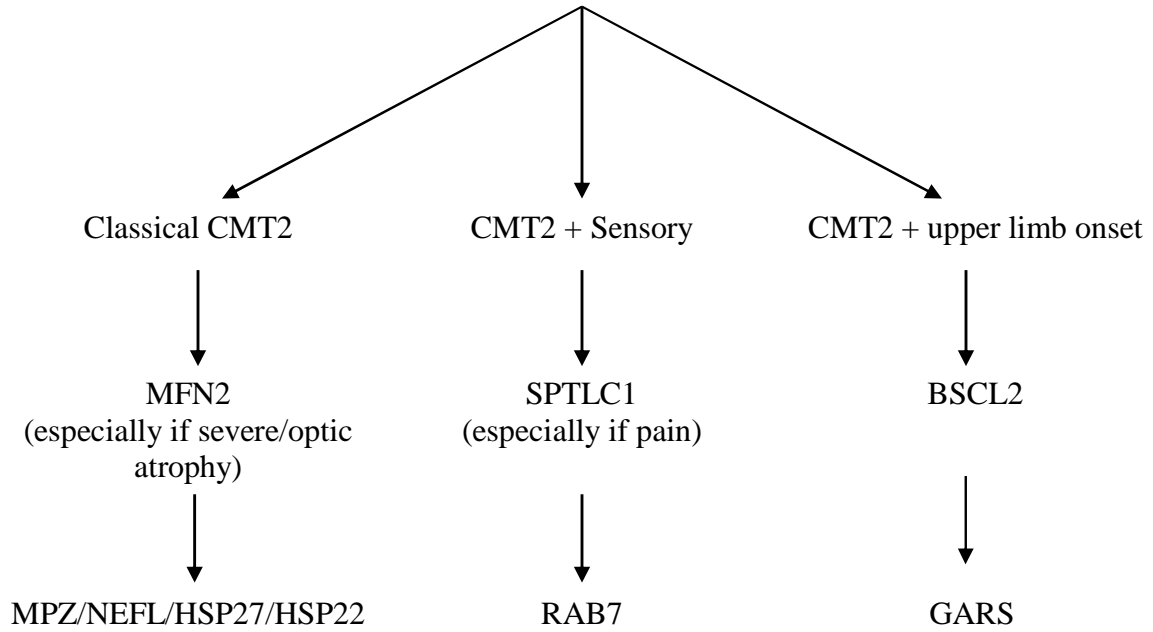 Classical CMT2
CMT2 + Sensory
CMT2 + upper limb onset
MFN2
(especially if severe/optic
atrophy)
SPTLC1
(especially if pain)
BSCL2
MPZ/NEFL/HSP27/HSP22
RAB7
GARS